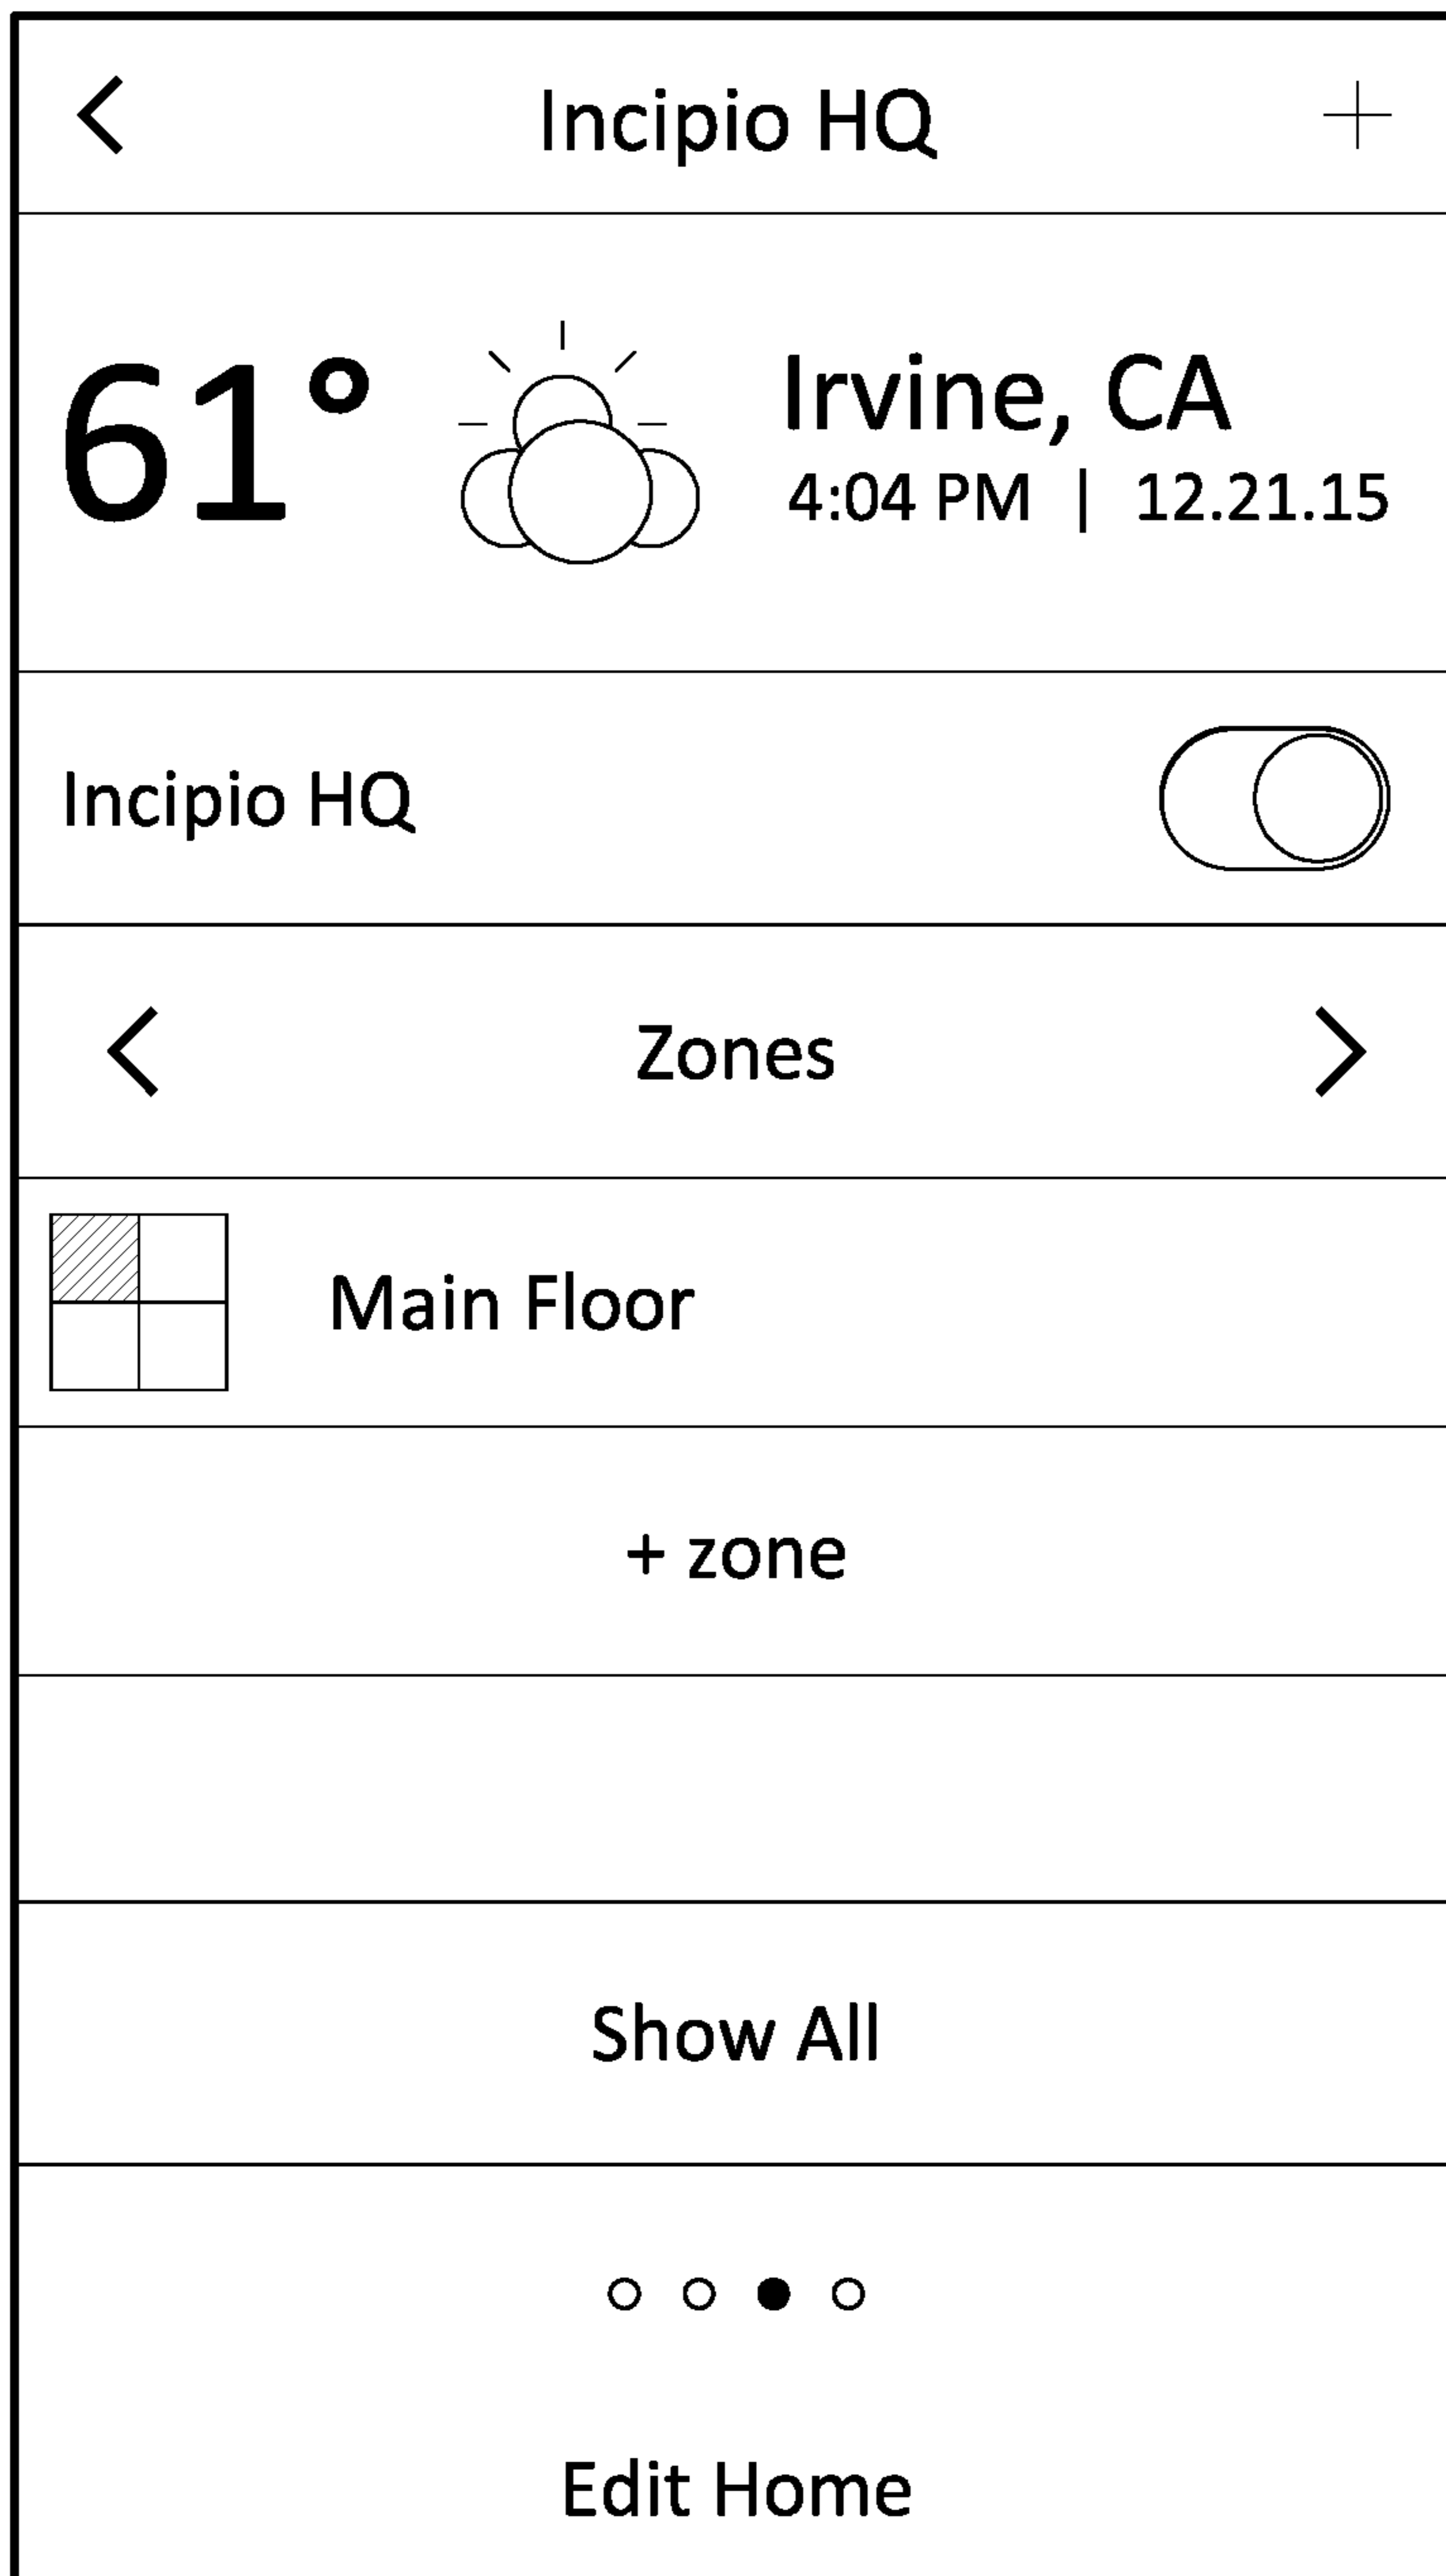 Incipio HQ
61°
Irvine, CA
4:04 PM | 12.21.15
Incipio HQ
Zones
Main Floor
+ zone
Show All
Edit Home